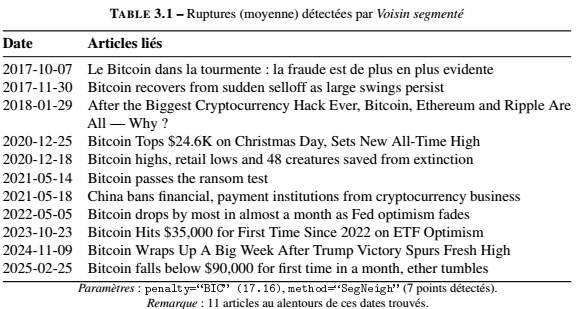 TABLE 3.1 – Ruptures (moyenne) détectées par Voisin segmenté
Date Articles liés
2017-10-07 Le Bitcoin dans la tourmente : la fraude est de plus en plus evidente
2017-11-30 Bitcoin recovers from sudden selloff as large swings persist
2018-01-29 After the Biggest Cryptocurrency Hack Ever, Bitcoin, Ethereum and Ripple Are
All — Why ?
2020-12-25 Bitcoin Tops $24.6K on Christmas Day, Sets New All-Time High
2020-12-18 Bitcoin highs, retail lows and 48 creatures saved from extinction
2021-05-14 Bitcoin passes the ransom test
2021-05-18 China bans financial, payment institutions from cryptocurrency business
2022-05-05 Bitcoin drops by most in almost a month as Fed optimism fades
2023-10-23 Bitcoin Hits $35,000 for First Time Since 2022 on ETF Optimism
2024-11-09 Bitcoin Wraps Up A Big Week After Trump Victory Spurs Fresh High
2025-02-25 Bitcoin falls below $90,000 for first time in a month, ether tumbles
Paramètres : penalty=“BIC” (17.16), method=“SegNeigh” (7 points détectés).
Remarque : 11 articles au alentours de ces dates trouvés.